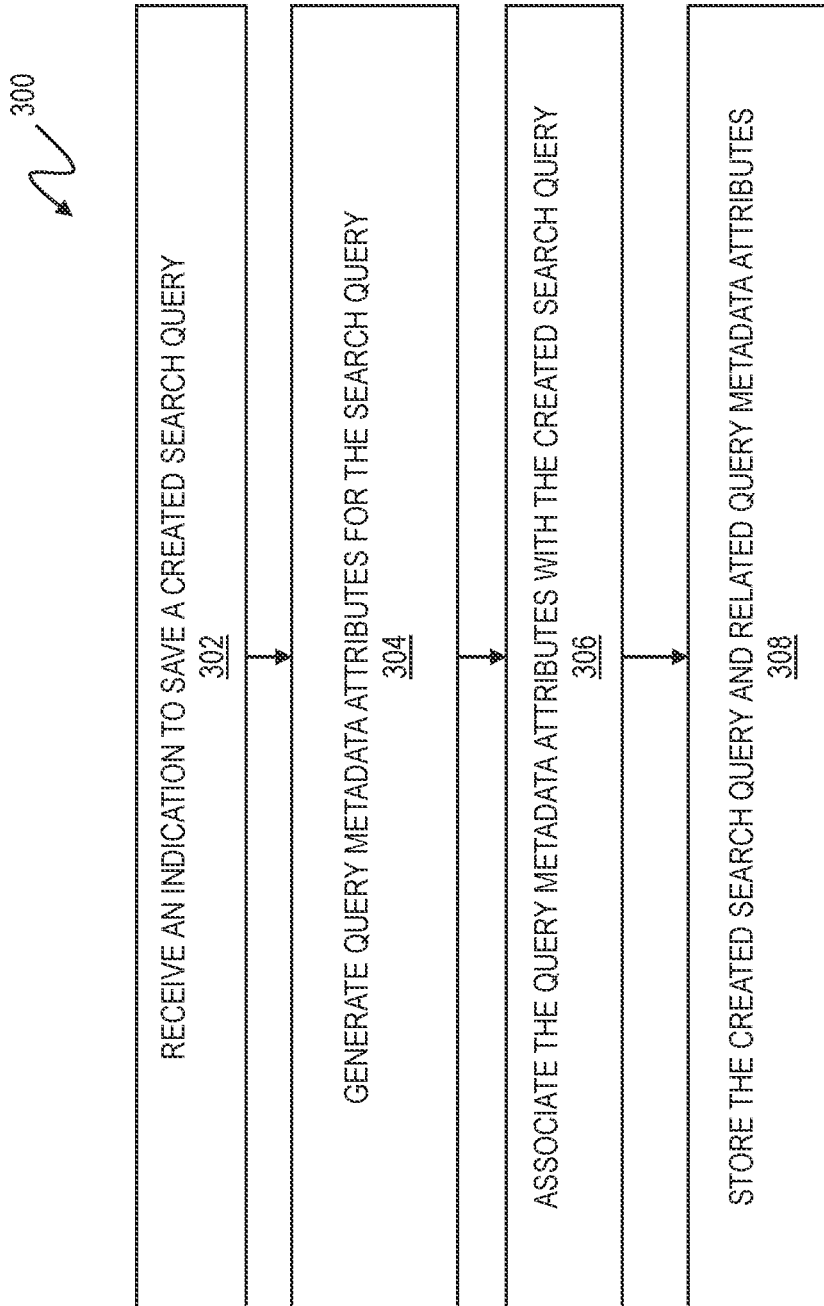 300
RECEIVE AN INDICATION TO SAVE A CREATED SEARCH QUERY
302
GENERATE QUERY METADATA ATTRIBUTES FOR THE SEARCH QUERY
304
ASSOCIATE THE QUERY METADATA ATTRIBUTES WITH THE CREATED SEARCH QUERY
306
STORE THE CREATED SEARCH QUERY AND RELATED QUERY METADATA ATTRIBUTES
308